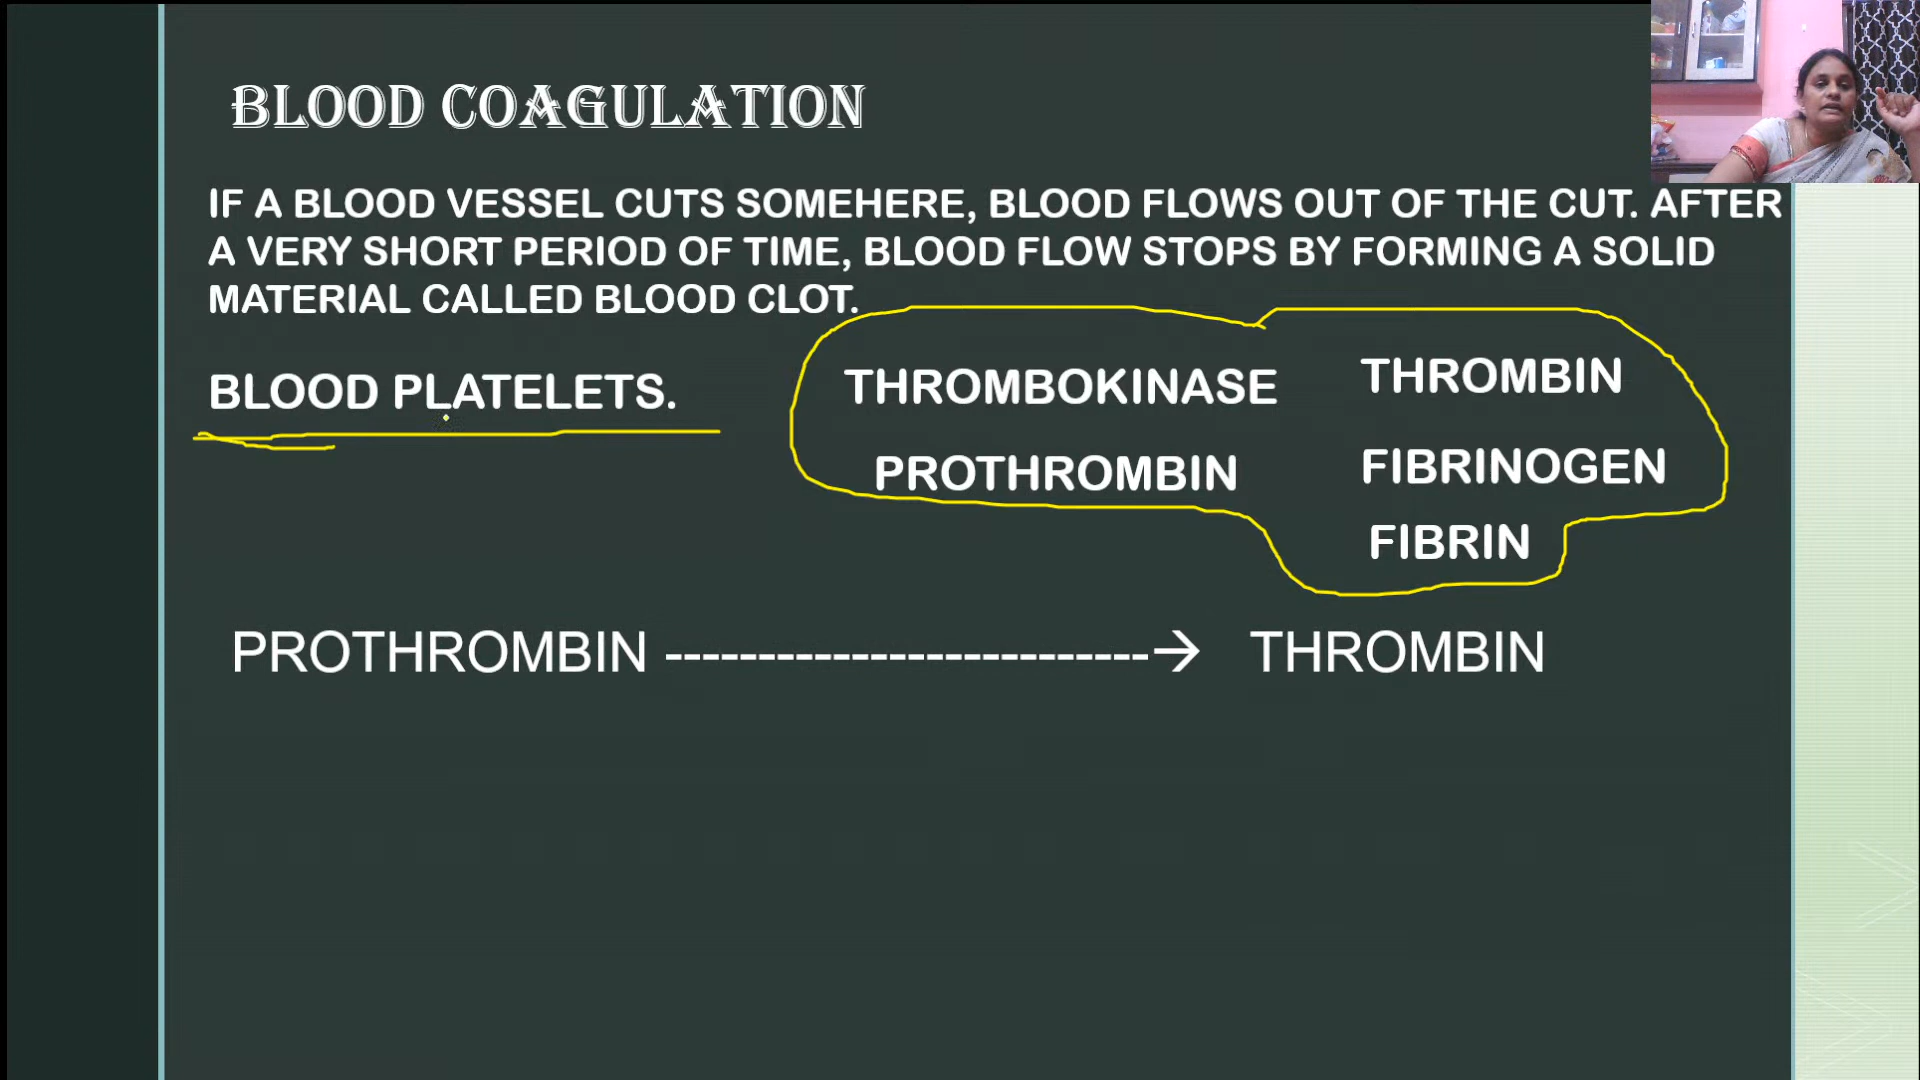 BLOOD COAGULATION
IF A BLOOD VESSEL CUTS SOMEHERE, BLOOD FLOWS OUT OF THE CUT. AFTER
A VERY SHORT PERIOD OF TIME, BLOOD FLOW STOPS BY FORMING A SOLID
MATERIAL CALLED BLOOD CLOT.
BLOOD PLATELETS.
THROMBOKINASE
PROTHROMBIN
THROMBIN
FIBRINOGEN
FIBRIN
PROTHROMBIN --------------------------→ THROMBIN